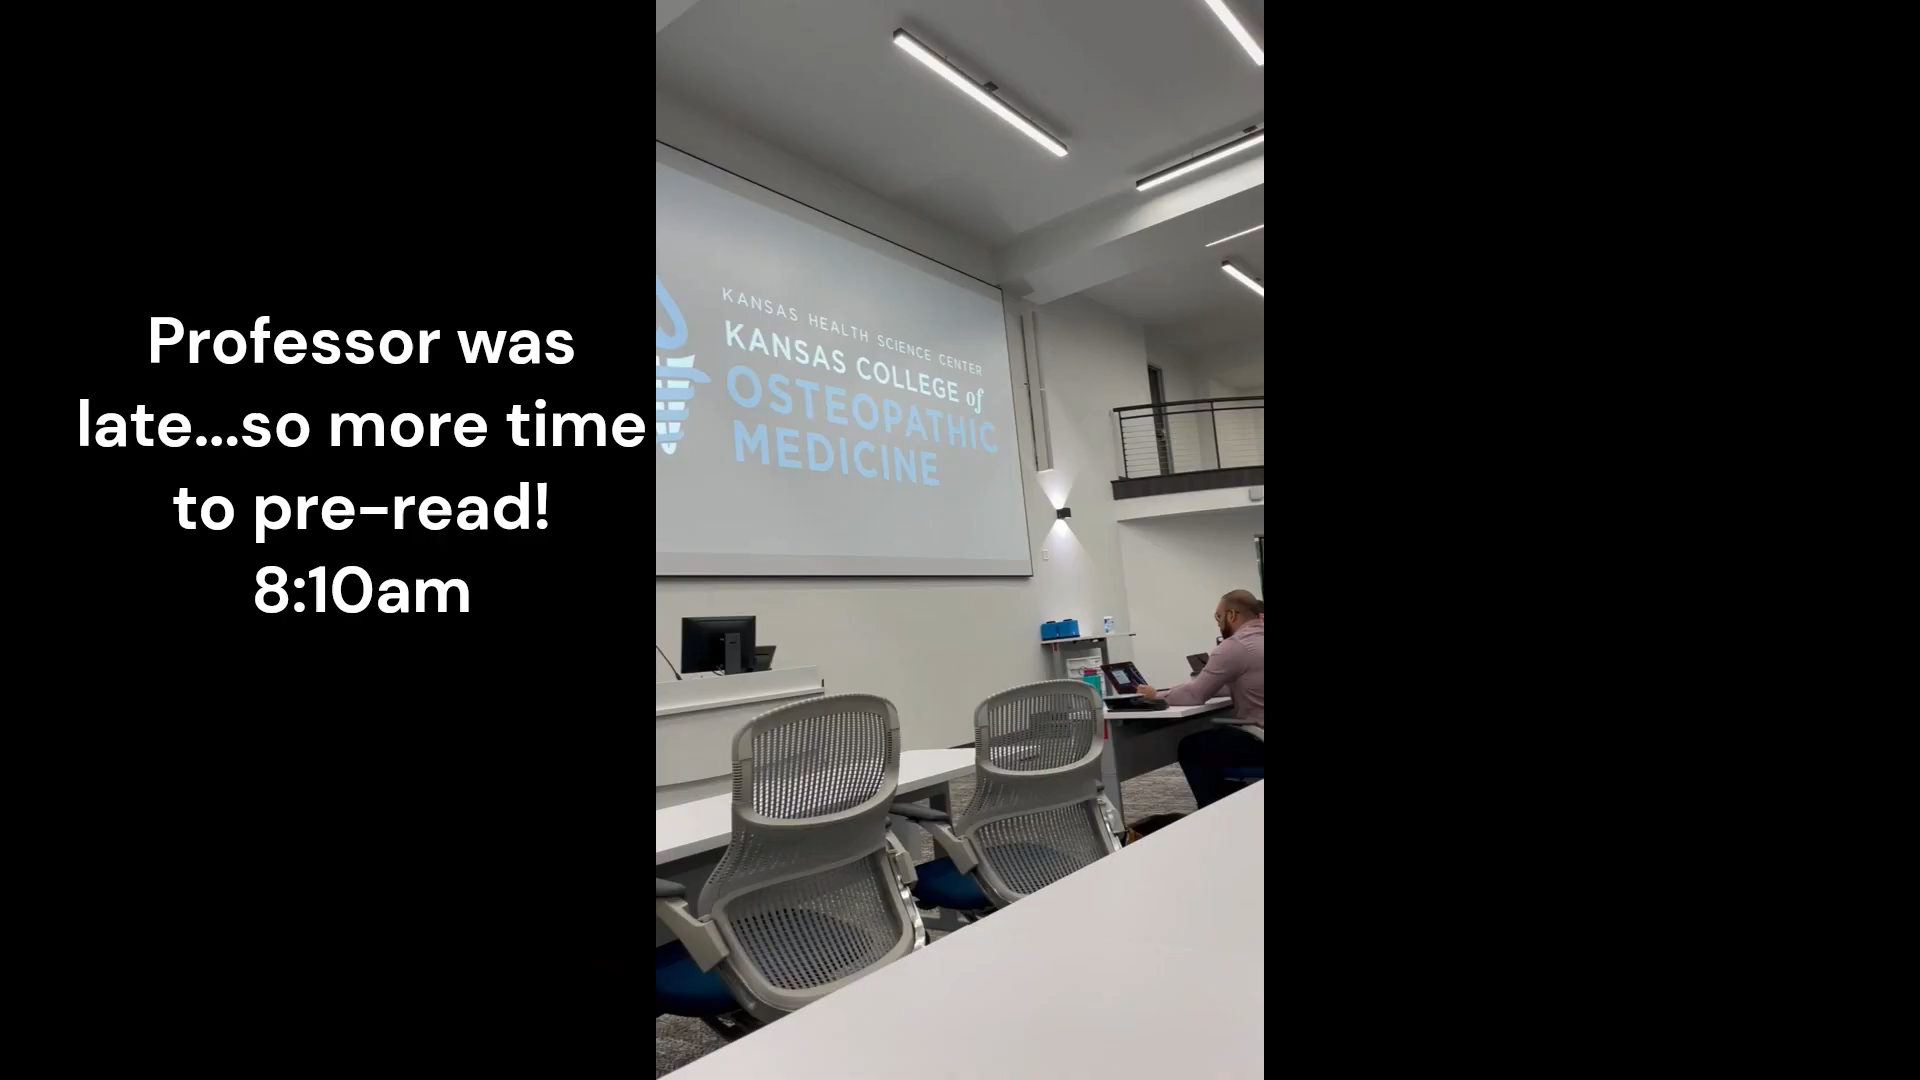 Professor was
late...so more time
to pre-read!
8:10am
KANSAS HEALTH SCIENCE CENTER
KANSAS COLLEGE of
OSTEOPATHIC
MEDICINE